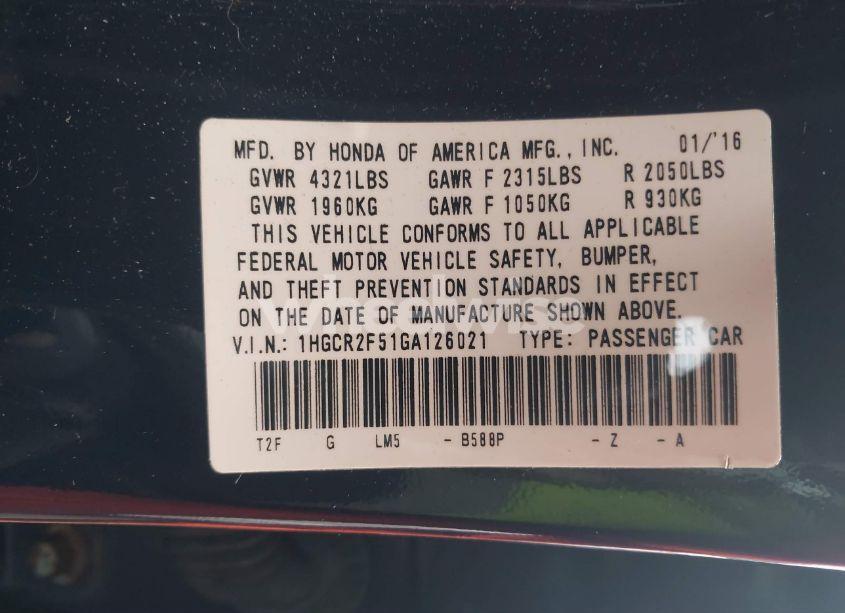 MFD. BY HONDA OF AMERICA MFG., INC. 01/'16
GVWR 4321LBS GAWR F 2315LBS R 2050LBS
GVWR 1960KG GAWR F 1050KG R 930KG
THIS VEHICLE CONFORMS TO ALL APPLICABLE
FEDERAL MOTOR VEHICLE SAFETY, BUMPER,
AND THEFT PREVENTION STANDARDS IN EFFECT
ON THE DATE OF MANUFACTURE SHOWN ABOVE.
wheelwise
V.I.N.: 1HGCR2F51GA126021 TYPE: PASSENGER CAR
T2F G LM5 - B588P - Z - A